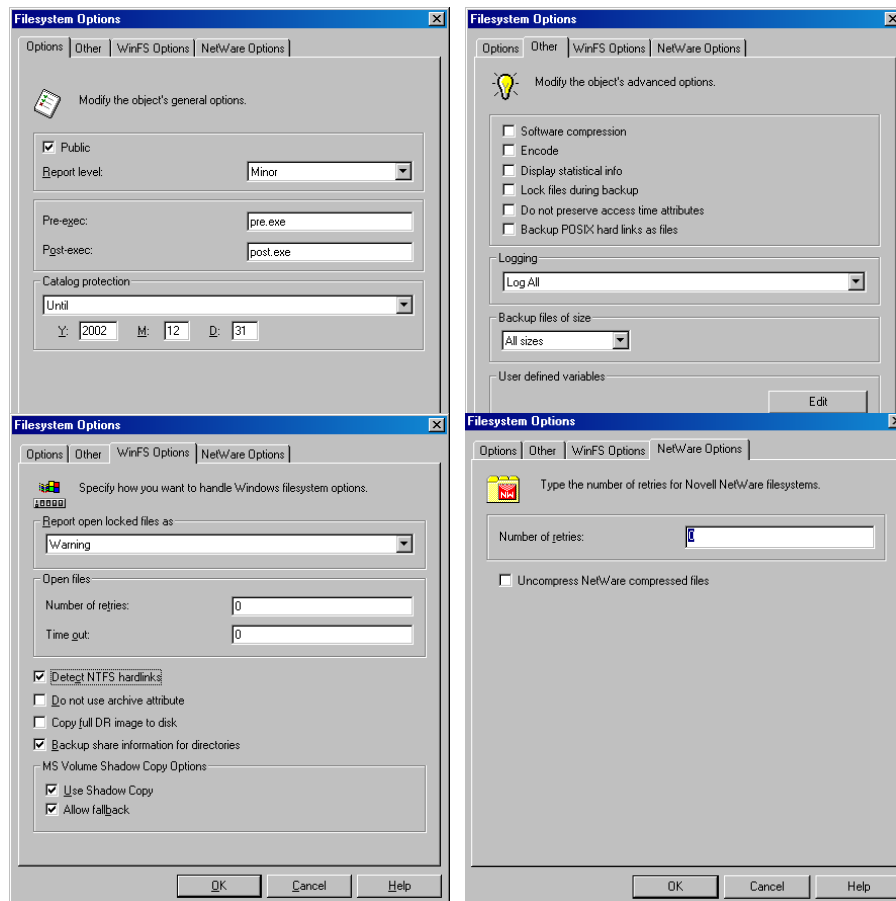 Filesystem Options
Options Other WinFS Options NetWare Options
Modify the object's general options.
Public
Report level: Minor
Pre-exec: pre.exe
Post-exec: post.exe
Catalog protection
Until
Y: 2002 M: 12 D: 31
Filesystem Options
Options Other WinFS Options NetWare Options
Modify the object's advanced options.
Software compression
Encode
Display statistical info
Lock files during backup
Do not preserve access time attributes
Backup POSIX hard links as files
Logging
Log All
Backup files of size
All sizes
User defined variables
Edit
Filesystem Options
Options Other WinFS Options NetWare Options
Specify how you want to handle Windows filesystem options.
Report open locked files as
Warning
Open files
Number of retries: 0
Time out: 0
Detect NTFS hardlinks
Do not use archive attribute
Copy full DR image to disk
Backup share information for directories
MS Volume Shadow Copy Options
Use Shadow Copy
Allow fallback
OK Cancel Help
Filesystem Options
Options Other WinFS Options NetWare Options
NW
Type the number of retries for Novell NetWare filesystems.
Number of retries: 0
Uncompress NetWare compressed files
OK Cancel Help